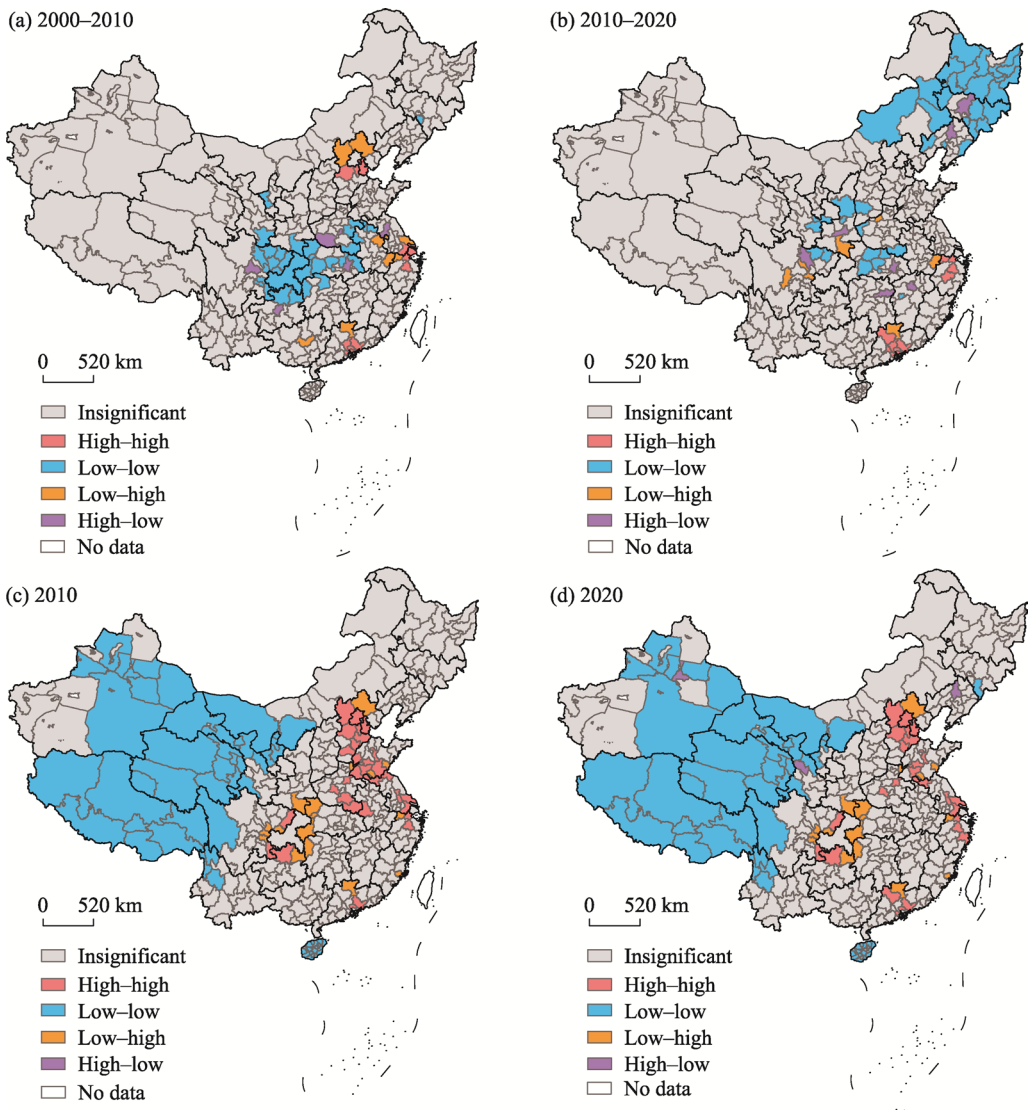 (a) 2000–2010
0 520 km
Insignificant
High–high
Low–low
Low–high
High–low
No data
(b) 2010–2020
0 520 km
Insignificant
High–high
Low–low
Low–high
High–low
No data
(c) 2010
0 520 km
Insignificant
High–high
Low–low
Low–high
High–low
No data
(d) 2020
0 520 km
Insignificant
High–high
Low–low
Low–high
High–low
No data